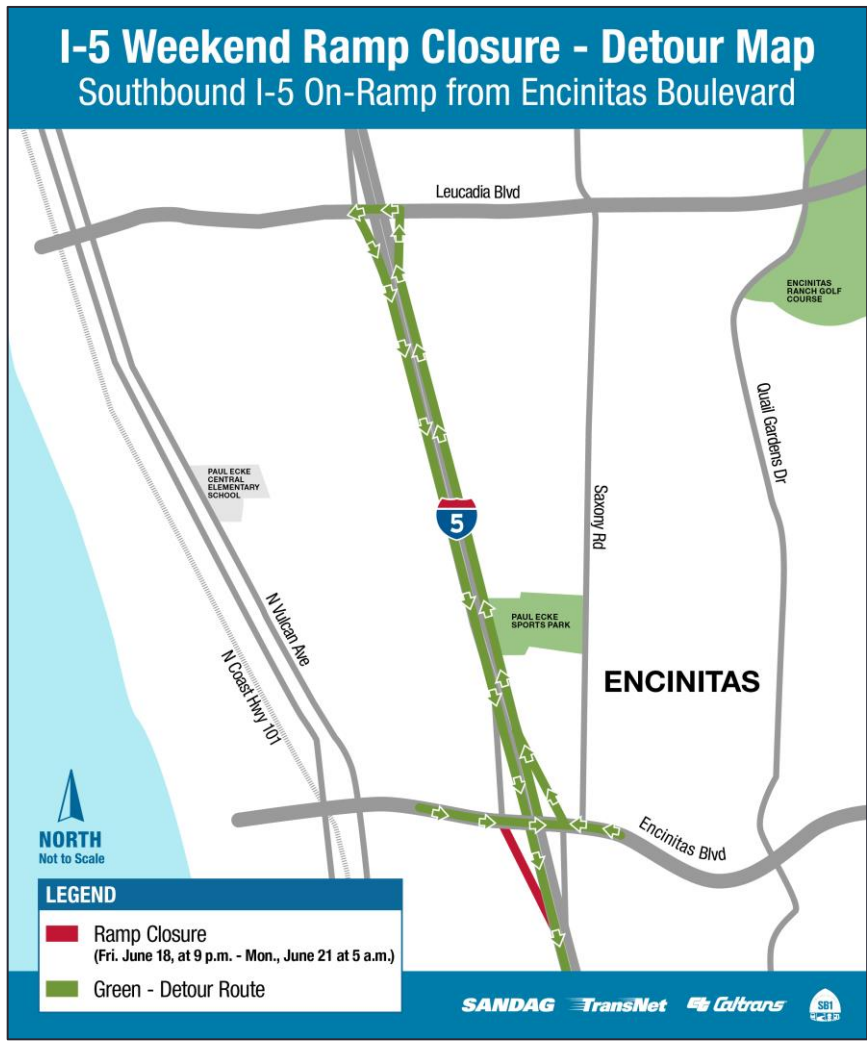 I-5 Weekend Ramp Closure - Detour Map
Southbound I-5 On-Ramp from Encinitas Boulevard
Leucadia Blvd
ENCINITAS
RANCH GOLF
COURSE
Quail Gardens Dr
PAUL ECKE
CENTRAL
ELEMENTARY
SCHOOL
Saxony Rd
5
N Vulcan Ave
PAUL ECKE
SPORTS PARK
N Coast Hwy 101
ENCINITAS
Encinitas Blvd
NORTH
Not to Scale
LEGEND
Ramp Closure
(Fri. June 18, at 9 p.m. - Mon., June 21 at 5 a.m.)
Green - Detour Route
SANDAG TransNet Caltrans SB1